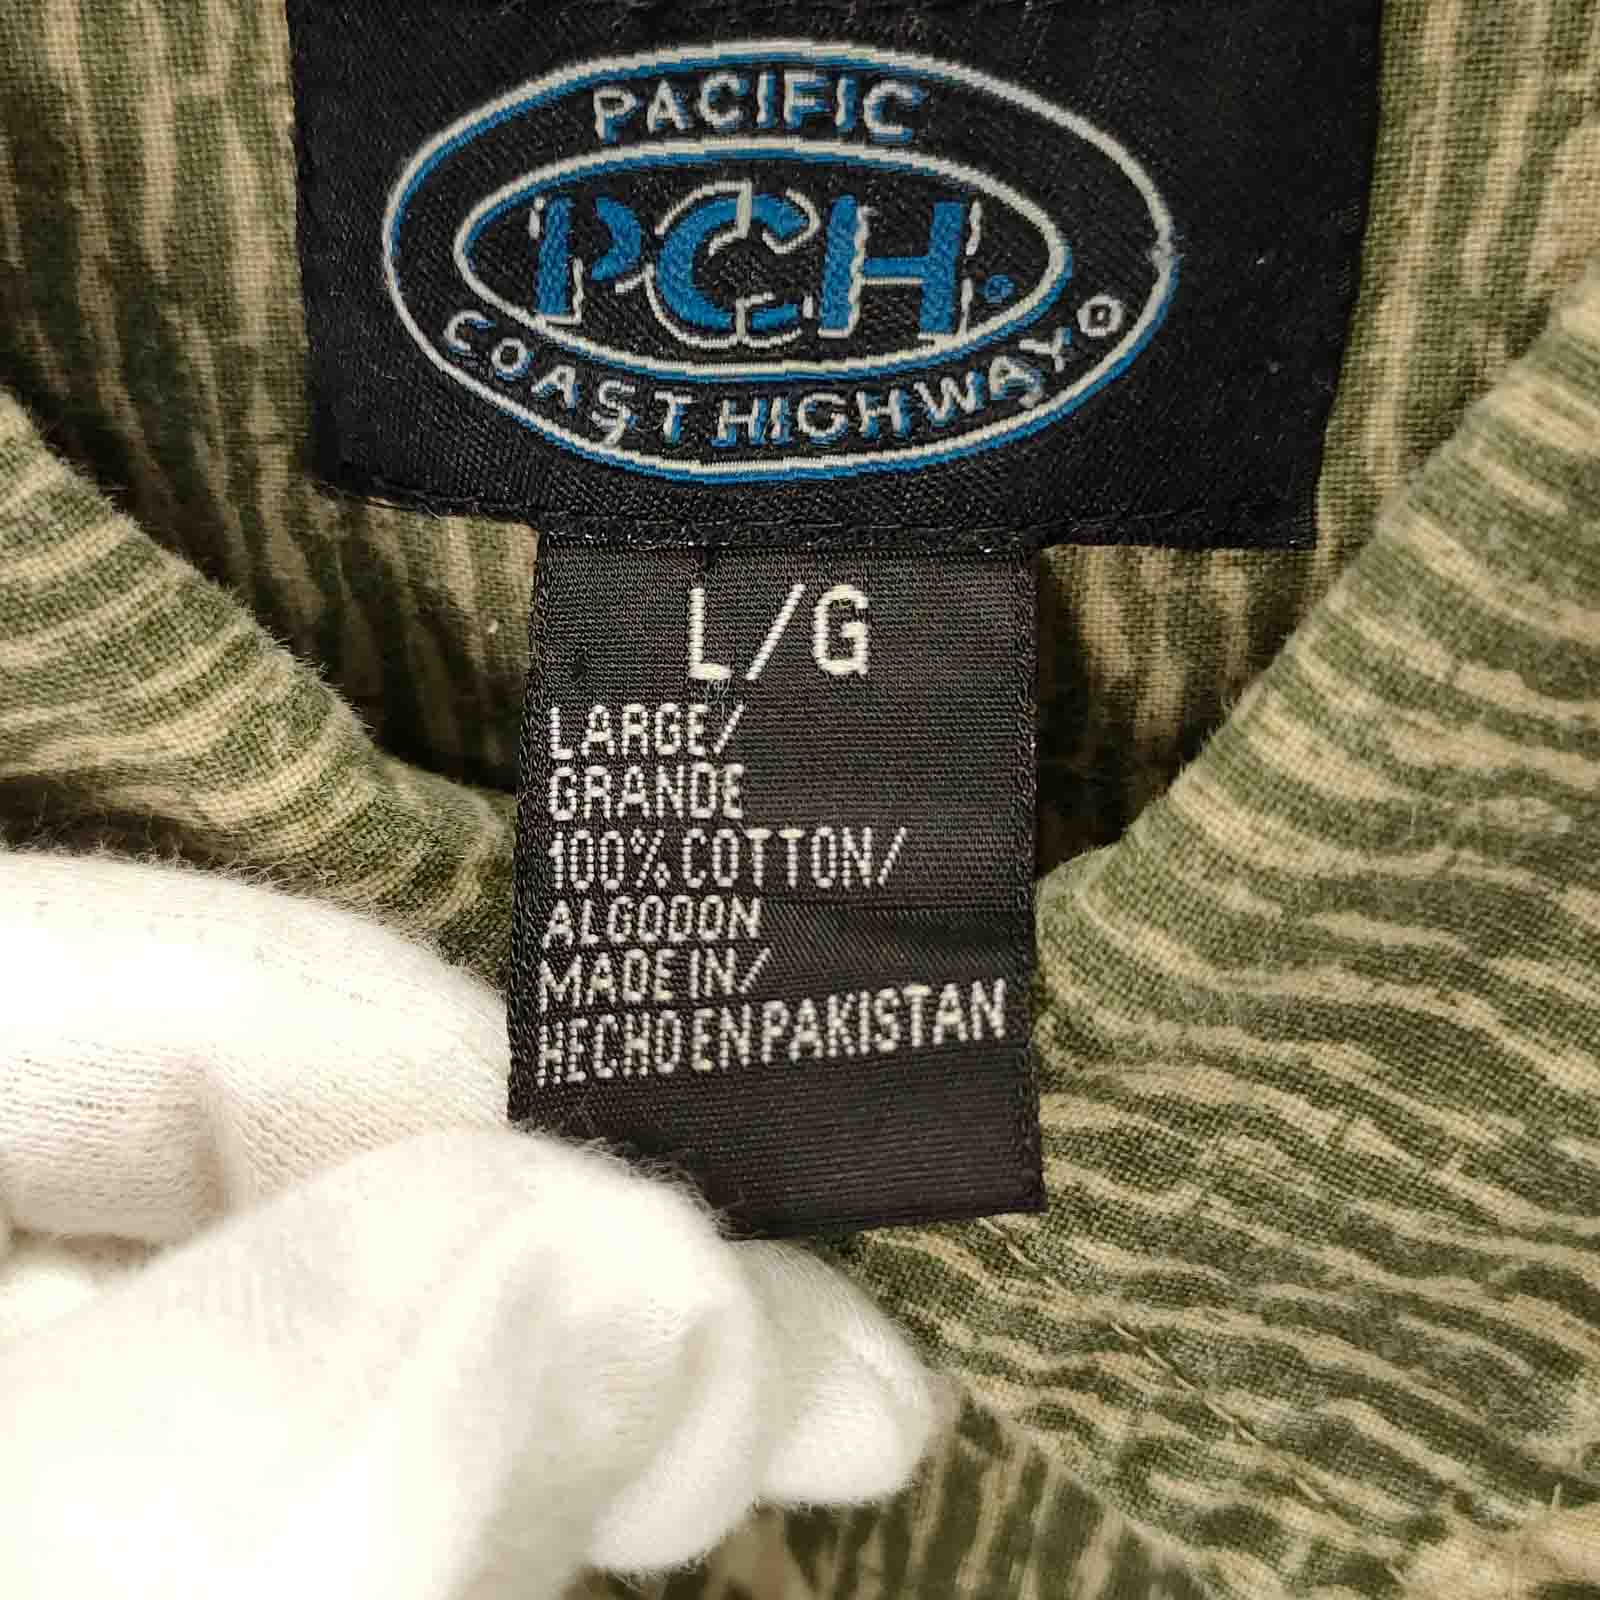 PACIFIC
PCH
COAST HIGHWAY
L/G
LARGE/
GRANDE
100% COTTON/
ALGODON
MADE IN/
HECHO EN PAKISTAN